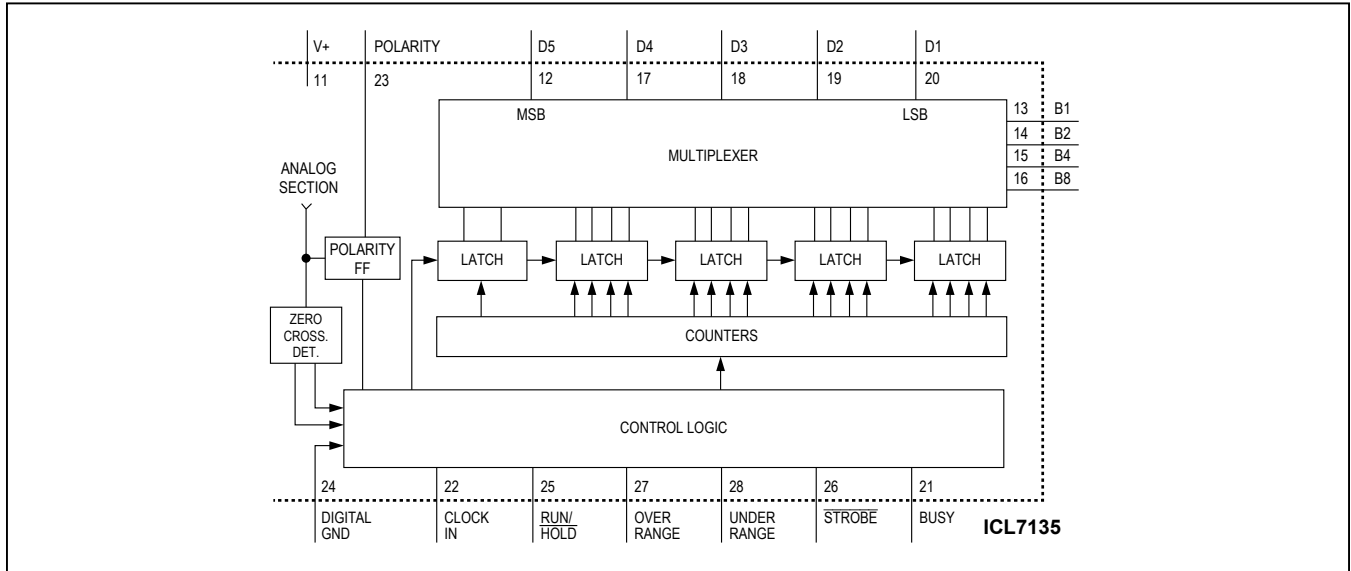 V+ POLARITY D5 D4 D3 D2 D1
11 23 12 17 18 19 20
MSB LSB
13 B1
14 B2
MULTIPLEXER
15 B4
16 B8
ANALOG
SECTION
POLARITY
FF
LATCH LATCH LATCH LATCH LATCH
ZERO
CROSS.
DET.
COUNTERS
CONTROL LOGIC
24 22 25 27 28 26 21
DIGITAL
GND
CLOCK
IN
RUN/
HOLD
OVER
RANGE
UNDER
RANGE
STROBE
BUSY
ICL7135